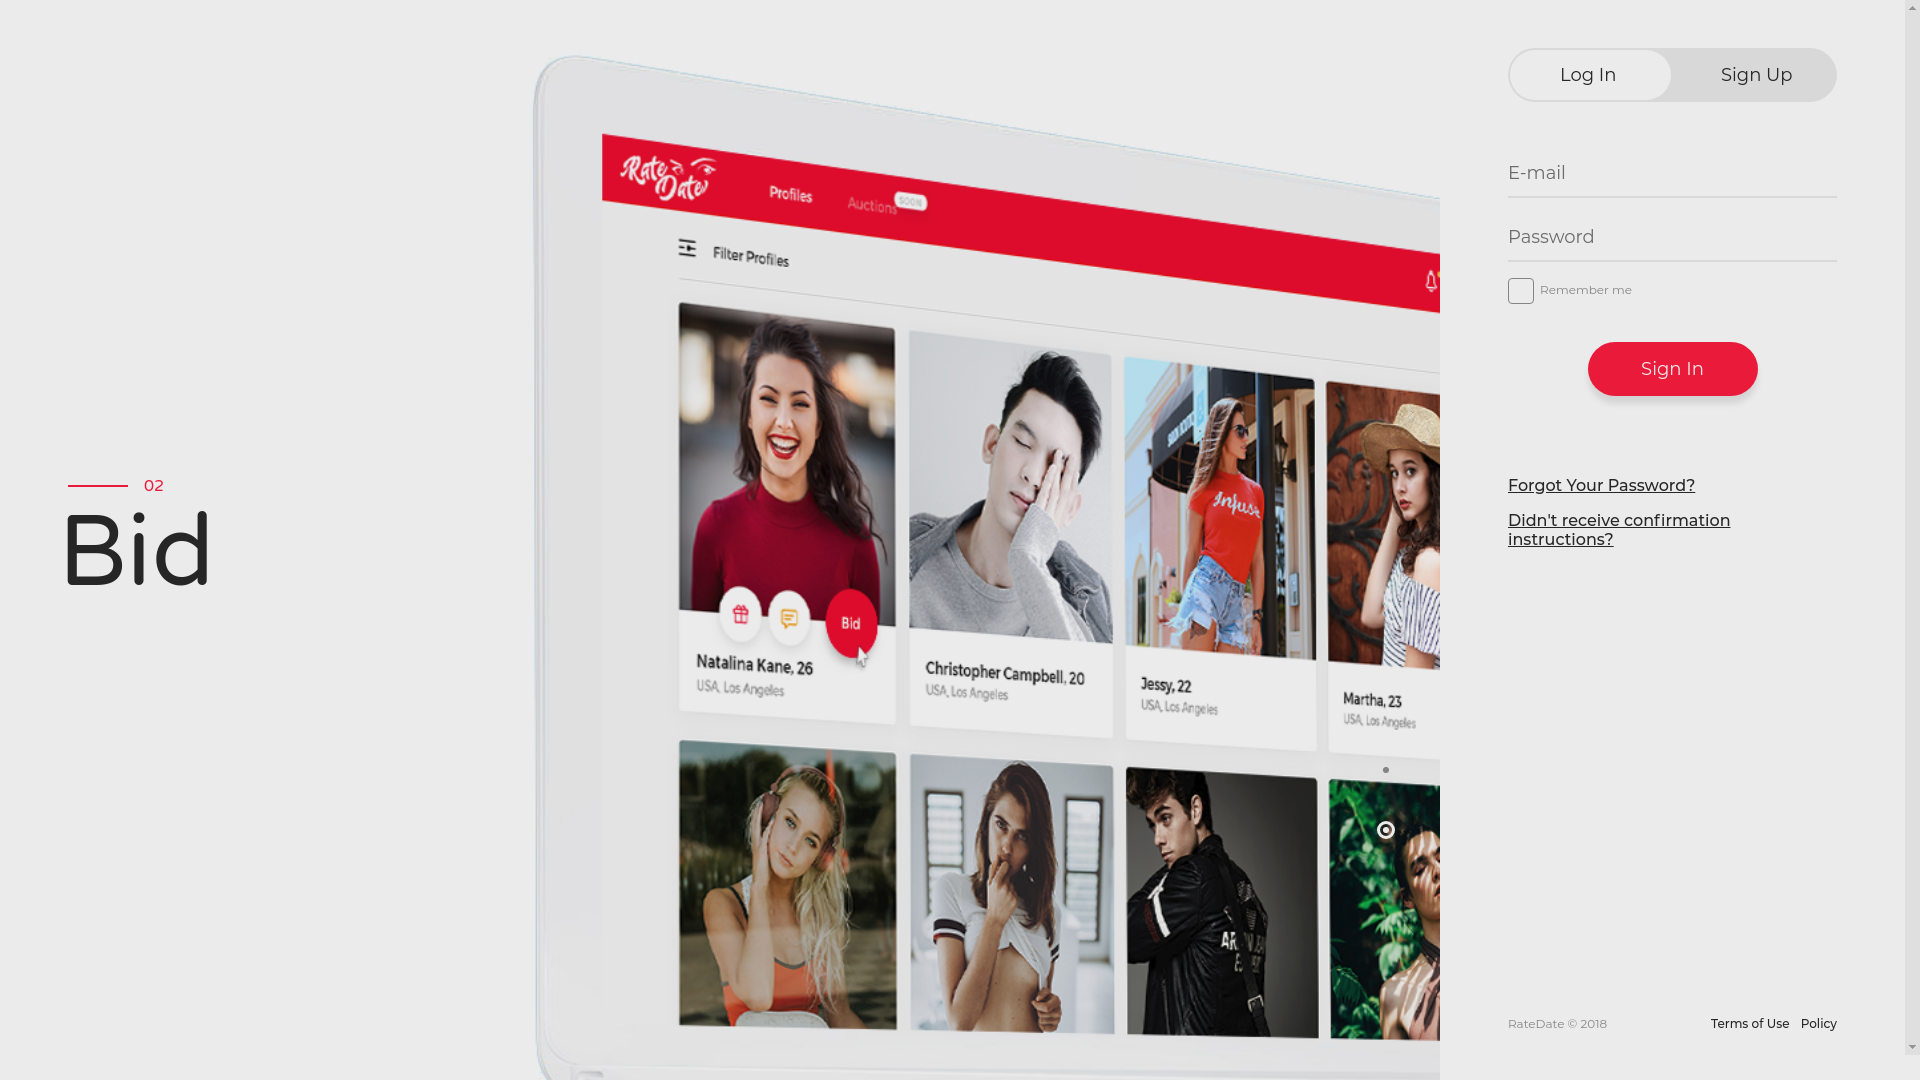 02
Bid
Rate Date
Profiles
Auctions
SOON
Filter Profiles
Bid
Natalina Kane, 26
USA, Los Angeles
Christopher Campbell, 20
USA, Los Angeles
Infuse
Jessy, 22
USA, Los Angeles
Martha, 23
USA, Los Angeles
Log In
Sign Up
E-mail
Password
Remember me
Sign In
Forgot Your Password?
Didn't receive confirmation
instructions?
RateDate © 2018
Terms of Use
Policy